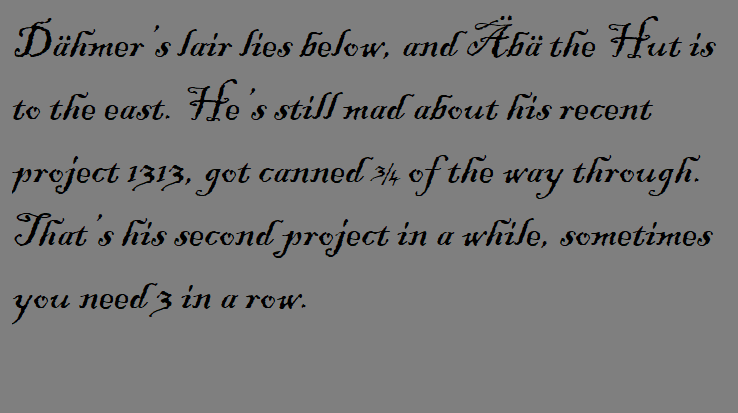 Dähmer's lair lies below, and Äbä the Hut is
to the east. He's still mad about his recent
project 1313, got canned ¾ of the way through.
That's his second project in a while, sometimes
you need 3 in a row.